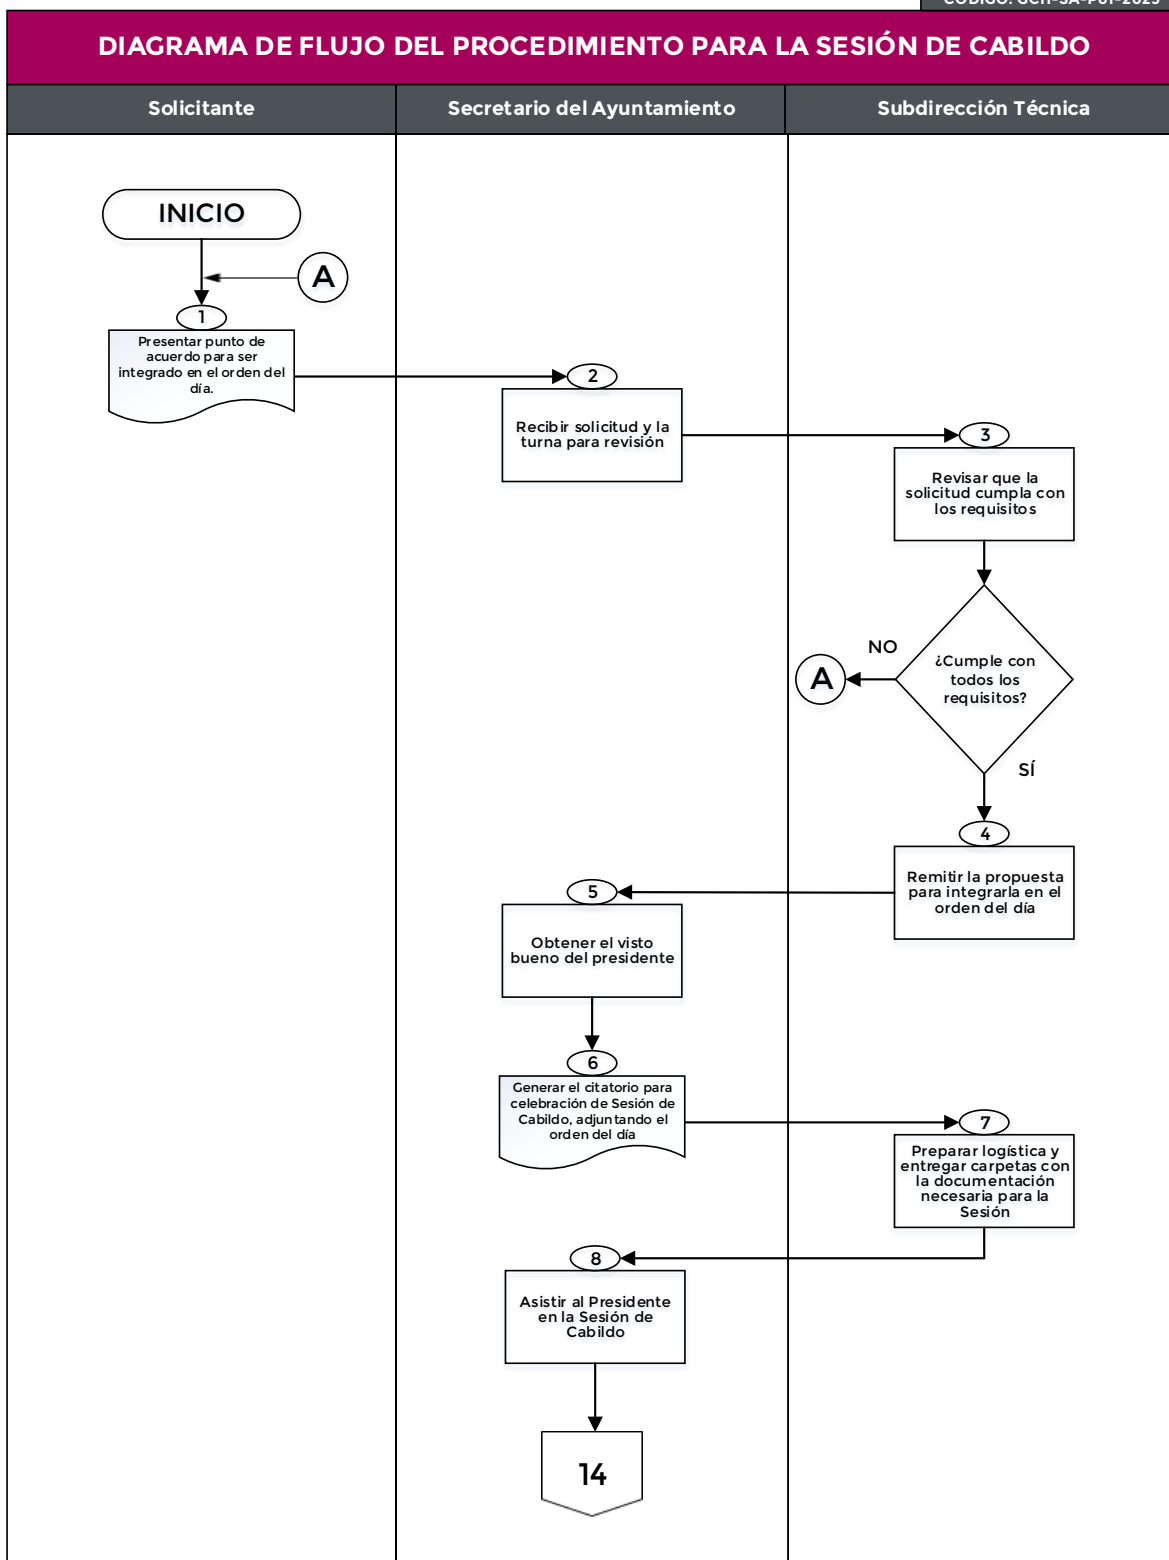 DIAGRAMA DE FLUJO DEL PROCEDIMIENTO PARA LA SESIÓN DE CABILDO
Solicitante
Secretario del Ayuntamiento
Subdirección Técnica
INICIO
A
1
Presentar punto de
acuerdo para ser
integrado en el orden del
día.
2
Recibir solicitud y la
turna para revisión
3
Revisar que la
solicitud cumpla con
los requisitos
¿Cumple con
todos los
requisitos?
NO
A
SÍ
4
Remitir la propuesta
para integrarla en el
orden del día
5
Obtener el visto
bueno del presidente
6
Generar el citatorio para
celebración de Sesión de
Cabildo, adjuntando el
orden del día
7
Preparar logística y
entregar carpetas con
la documentación
necesaria para la
Sesión
8
Asistir al Presidente
en la Sesión de
Cabildo
14